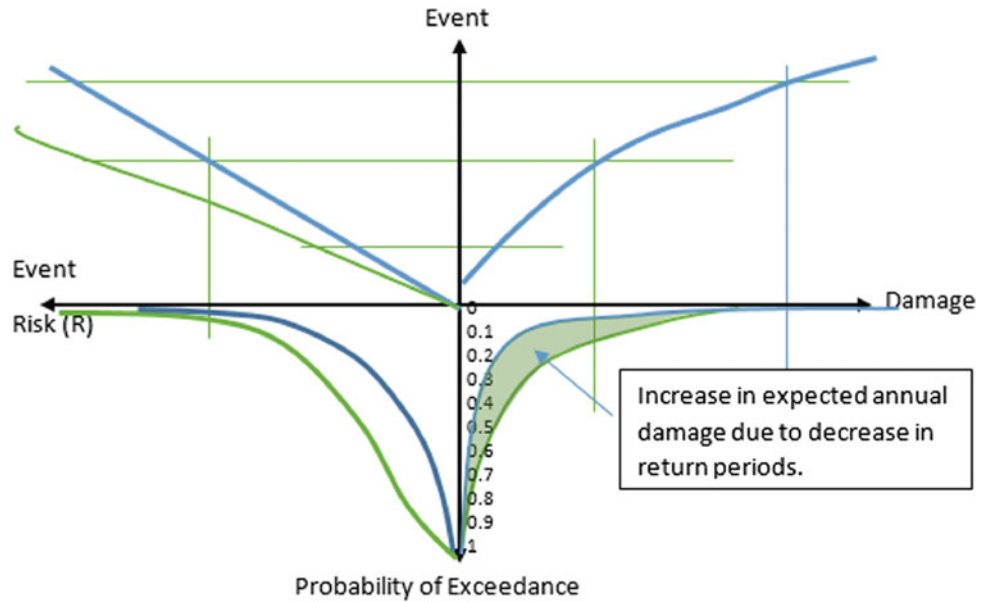 Event
Event
Risk (R)
Damage
0
0.1
0.2
0.3
0.4
0.5
0.6
0.7
0.8
0.9
1
Increase in expected annual
damage due to decrease in
return periods.
Probability of Exceedance